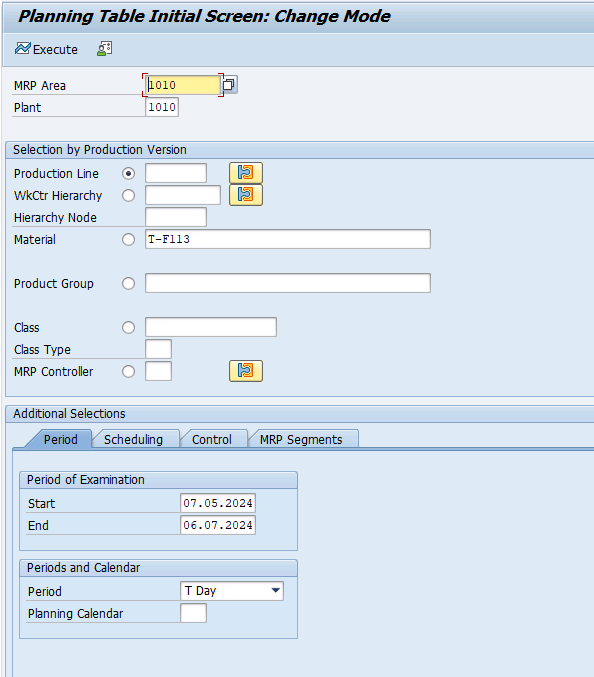 Planning Table Initial Screen: Change Mode
Execute
MRP Area 1010
Plant 1010
Selection by Production Version
Production Line
WkCtr Hierarchy
Hierarchy Node
Material T-F113
Product Group
Class
Class Type
MRP Controller
Additional Selections
Period Scheduling Control MRP Segments
Period of Examination
Start 07.05.2024
End 06.07.2024
Periods and Calendar
Period T Day
Planning Calendar